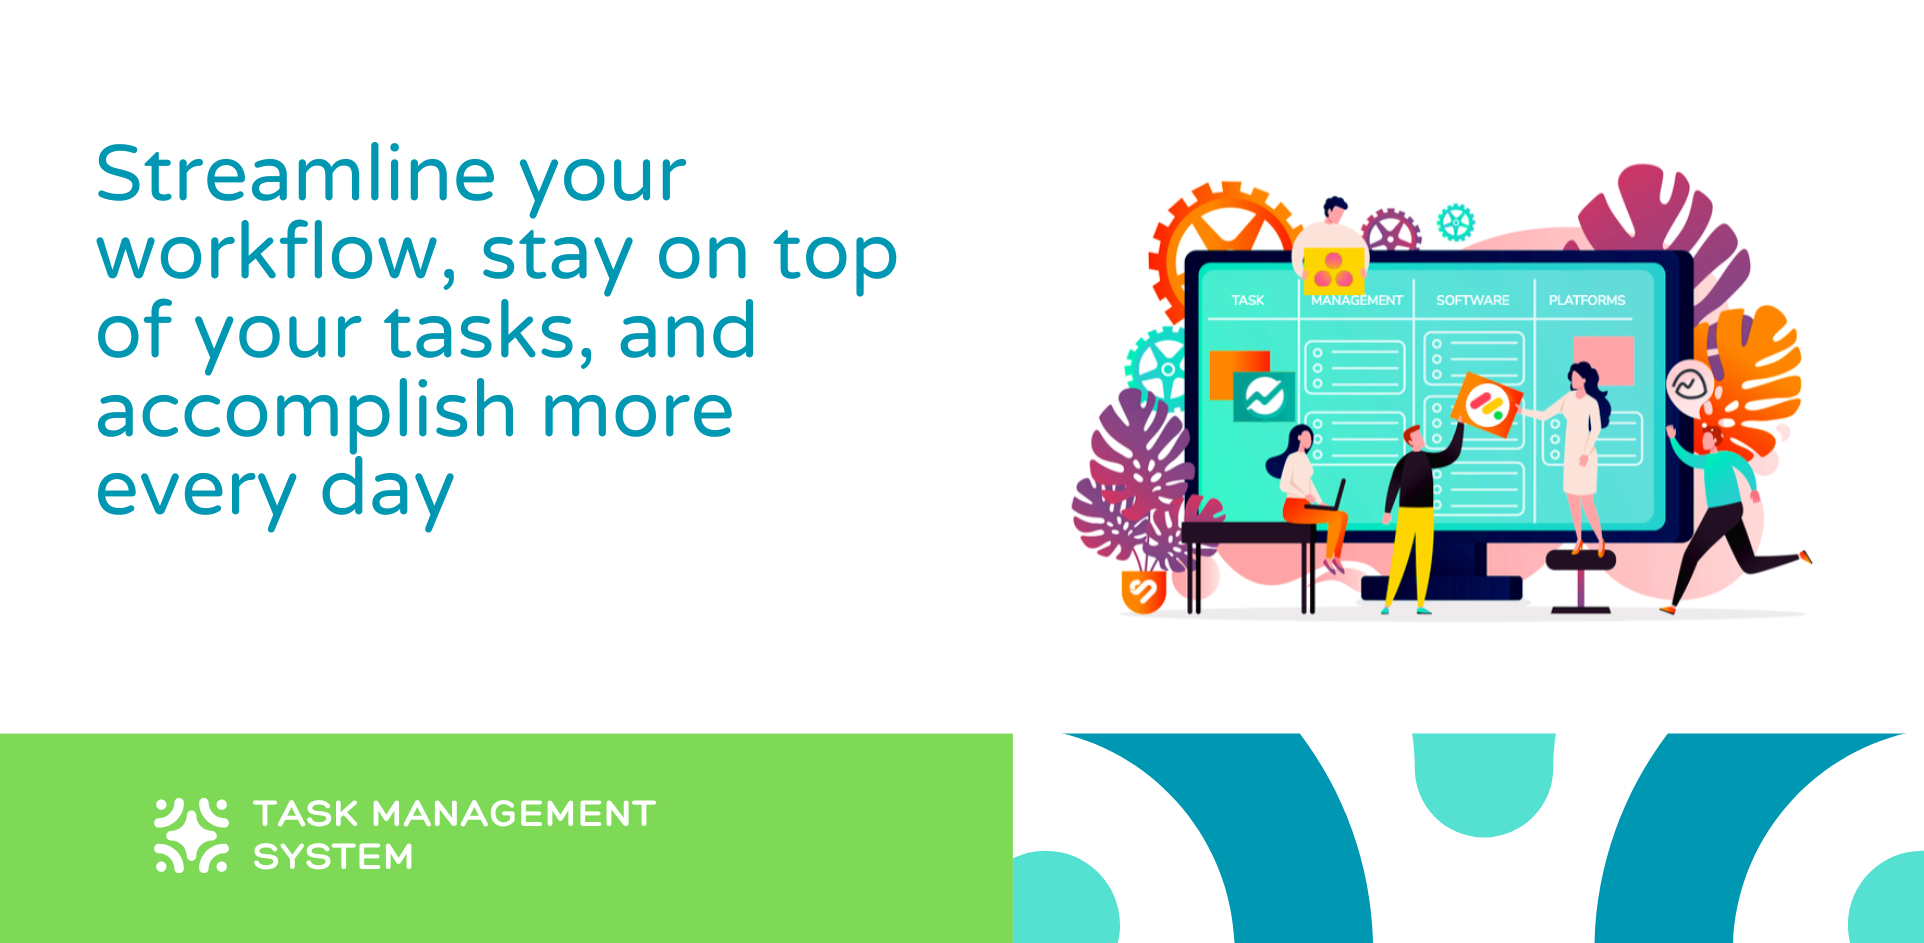 Streamline your
workflow, stay on top
of your tasks, and
accomplish more
every day
TASK MANAGEMENT SOFTWARE PLATFORMS
TASK MANAGEMENT
SYSTEM